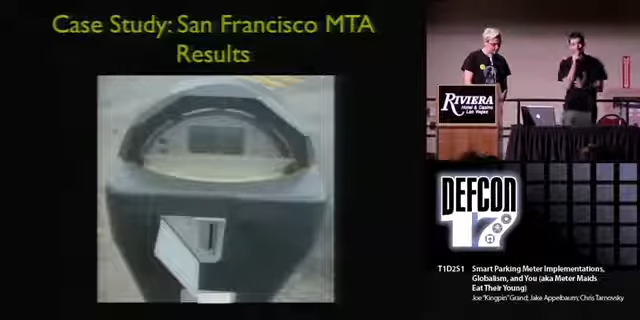 Case Study: San Francisco MTA
Results
RIVIERA
Hotel & Casino
Las Vegas
DEFCON
17
T1D2S1 Smart Parking Meter Implementations,
Globalism, and You (aka Meter Maids
Eat Their Young)
Joe "Kingpin" Grand; Jake Appelbaum; Chris Tarnovsky